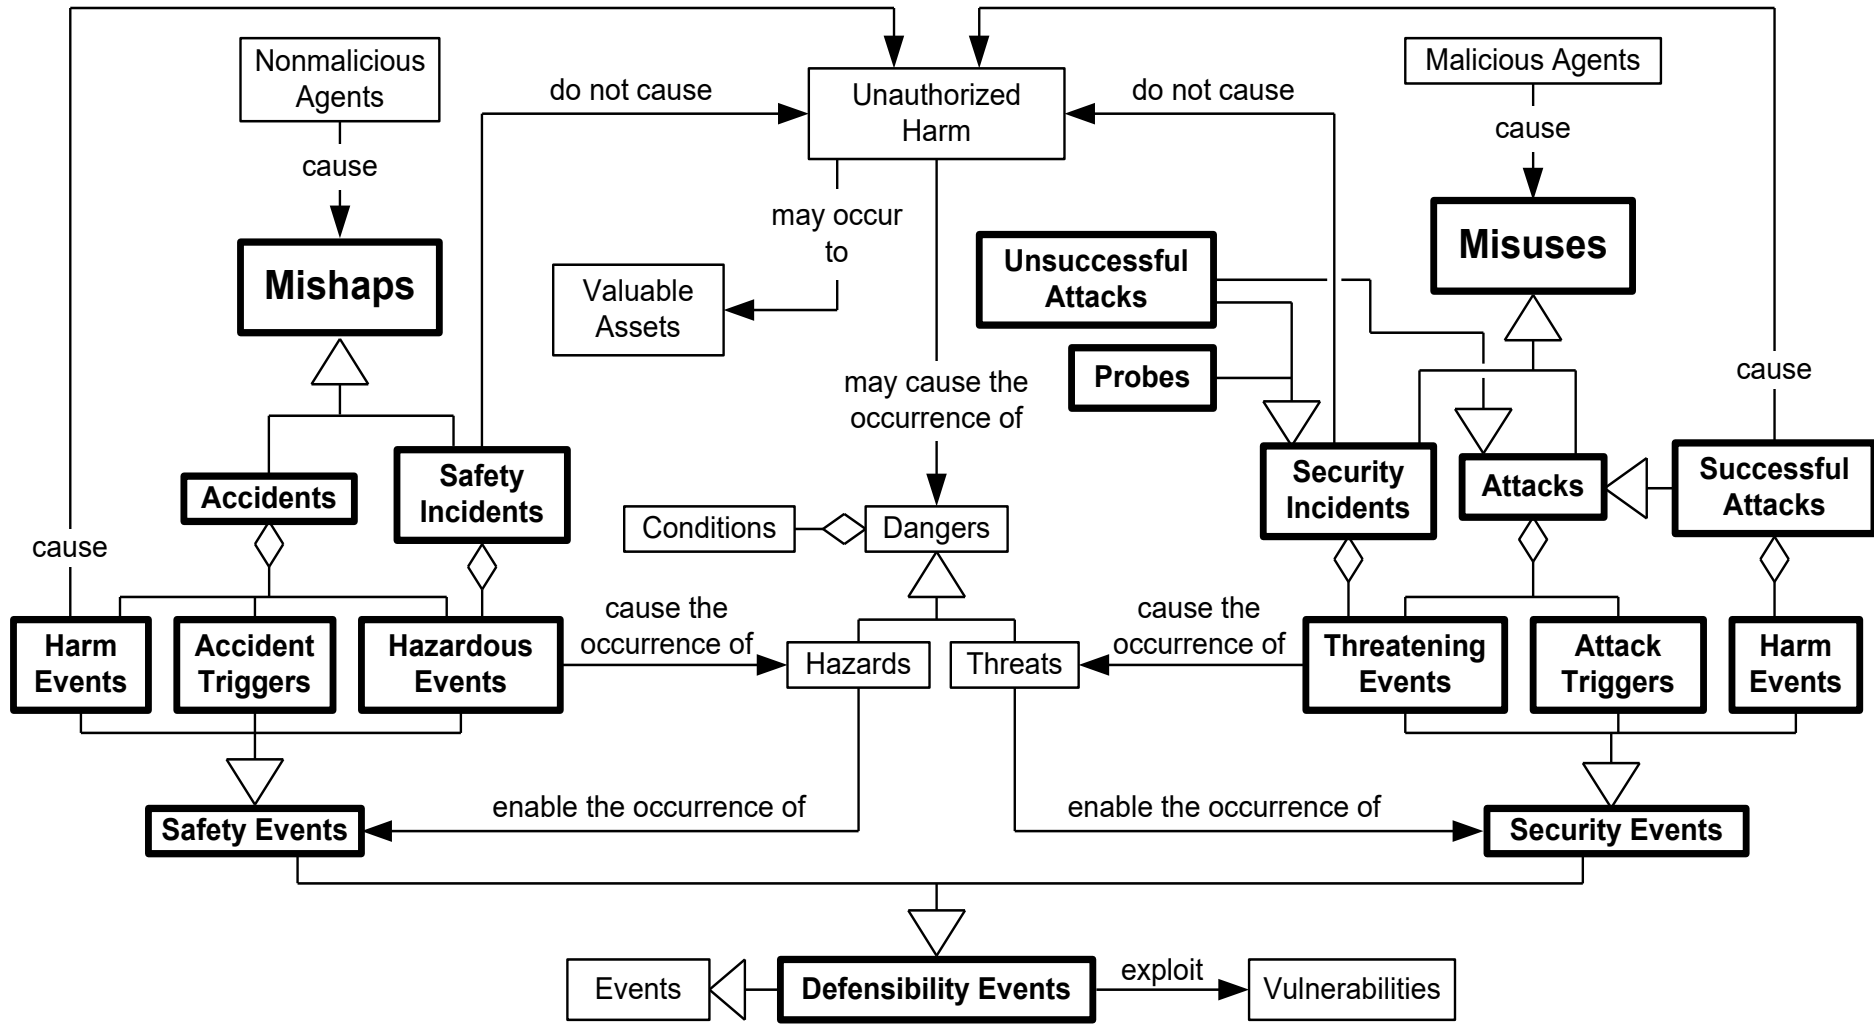 Nonmalicious
Agents
cause
Mishaps
do not cause
Unauthorized
Harm
do not cause
Malicious Agents
cause
Misuses
may occur
to
Valuable
Assets
Unsuccessful
Attacks
Probes
may cause the
occurrence of
cause
Accidents
Safety
Incidents
Security
Incidents
Attacks
Successful
Attacks
Conditions
Dangers
cause
Harm
Events
Accident
Triggers
Hazardous
Events
cause the
occurrence of
Hazards
Threats
cause the
occurrence of
Threatening
Events
Attack
Triggers
Harm
Events
Safety Events
enable the occurrence of
enable the occurrence of
Security Events
Events
Defensibility Events
exploit
Vulnerabilities